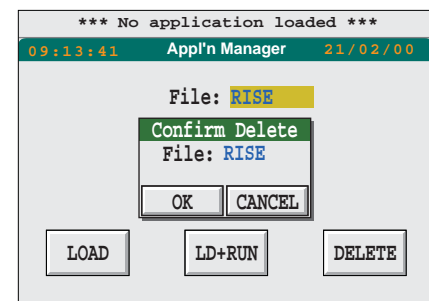 *** No application loaded ***
09:13:41 Appl'n Manager 21/02/00
File: RISE
Confirm Delete
File: RISE
OK CANCEL
LOAD LD+RUN DELETE